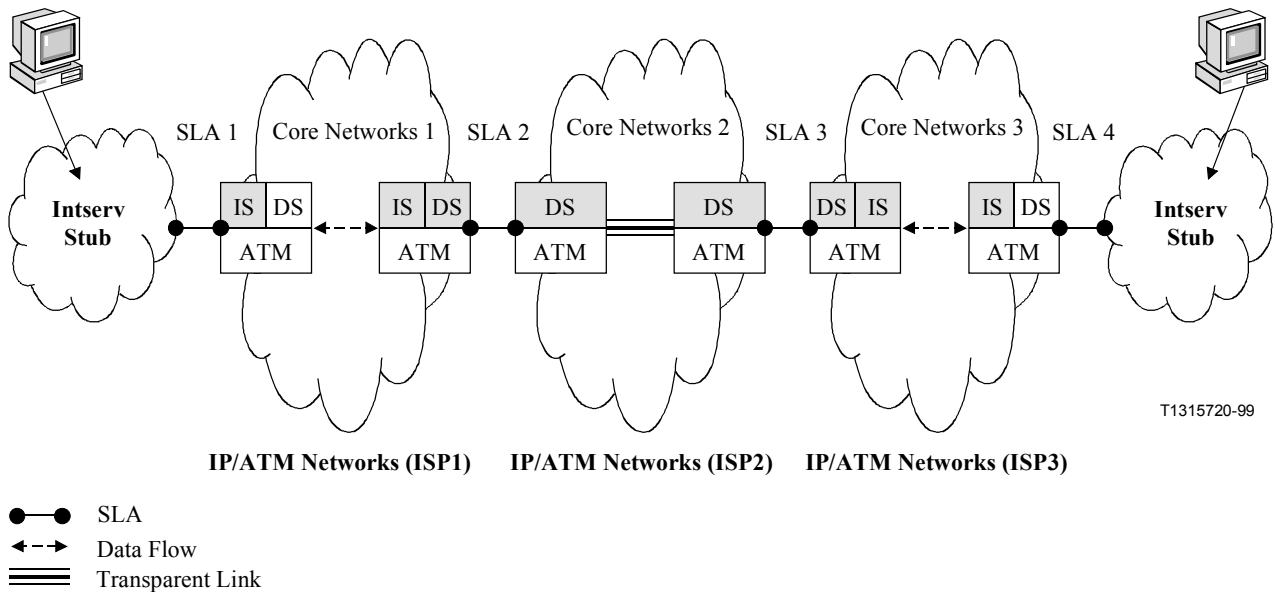 SLA 1
Core Networks 1
SLA 2
Core Networks 2
SLA 3
Core Networks 3
SLA 4
Intserv
Stub
IS
DS
ATM
IS
DS
ATM
DS
ATM
DS
ATM
DS
IS
ATM
IS
DS
ATM
Intserv
Stub
T1315720-99
IP/ATM Networks (ISP1)
IP/ATM Networks (ISP2)
IP/ATM Networks (ISP3)
SLA
Data Flow
Transparent Link